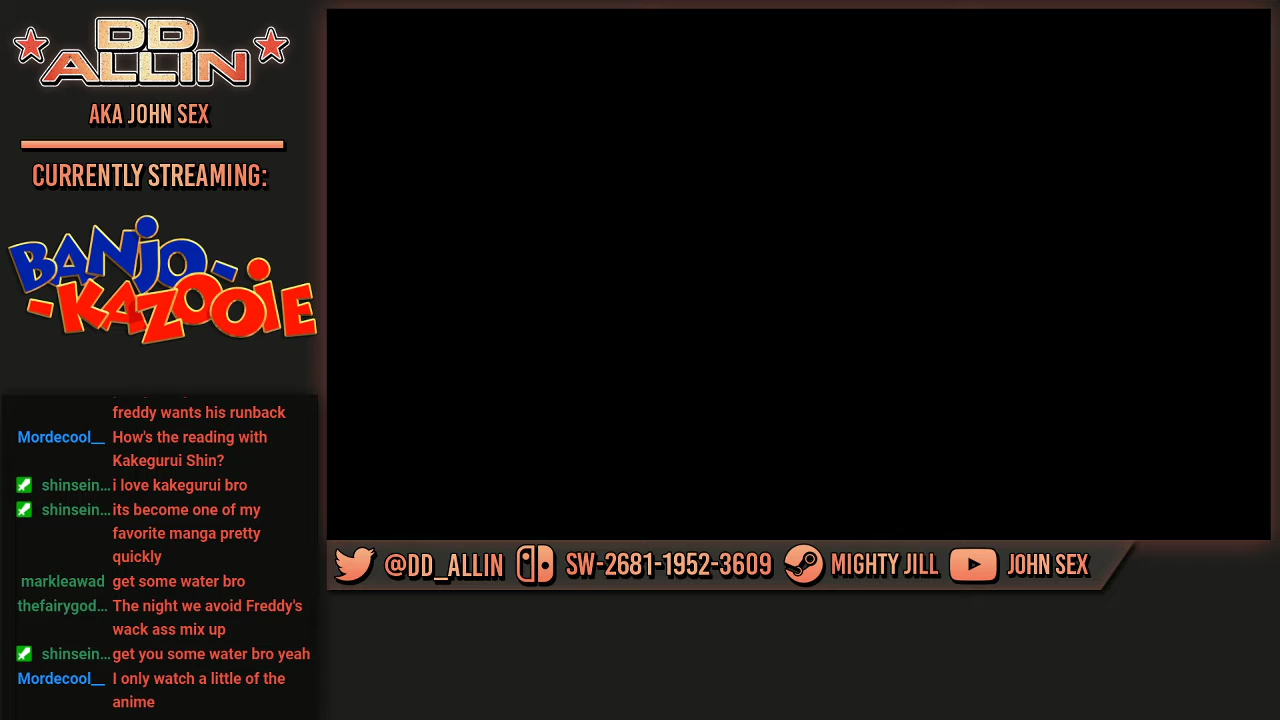 DD
ALLIN
AKA JOHN SEX
CURRENTLY STREAMING:
BANJO-
-KAZOOIE
freddy wants his runback
Mordecool__ How's the reading with
Kakegurui Shin?
shinsein... i love kakegurui bro
shinsein... its become one of my
favorite manga pretty
quickly
markleawad get some water bro
thefairygod... The night we avoid Freddy's
wack ass mix up
shinsein... get you some water bro yeah
Mordecool__ I only watch a little of the
anime
@DD_ALLIN SW-2681-1952-3609 MIGHTY JILL JOHN SEX